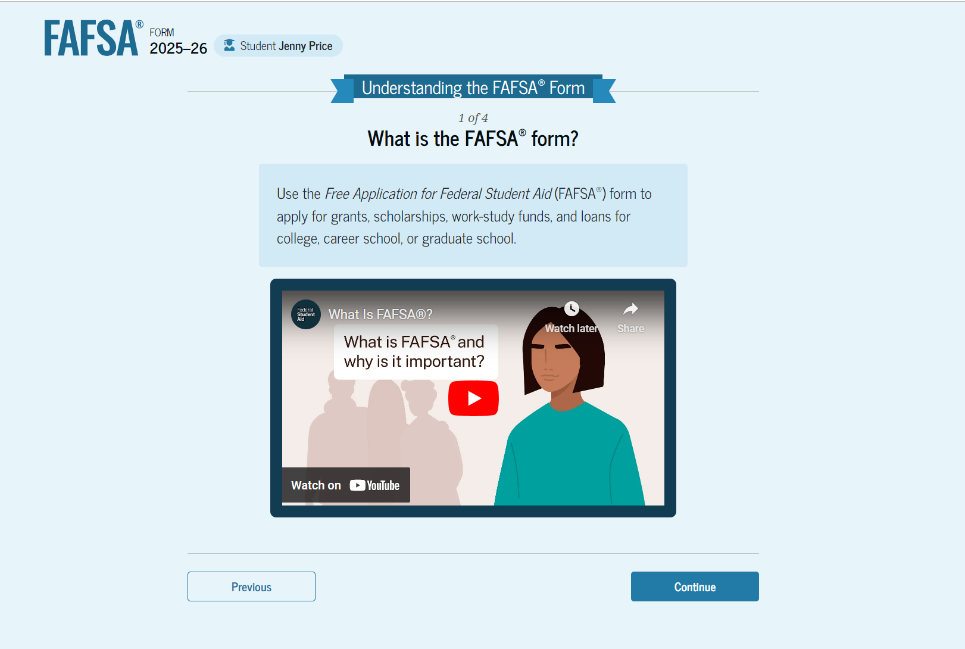 FAFSA®
FORM
2025–26
Student Jenny Price
Understanding the FAFSA® Form
1 of 4
What is the FAFSA® form?
Use the Free Application for Federal Student Aid (FAFSA®) form to
apply for grants, scholarships, work-study funds, and loans for
college, career school, or graduate school.
Federal
Student
Aid
What Is FAFSA®?
Watch later
Share
What is FAFSA® and
why is it important?
Watch on YouTube
Previous
Continue